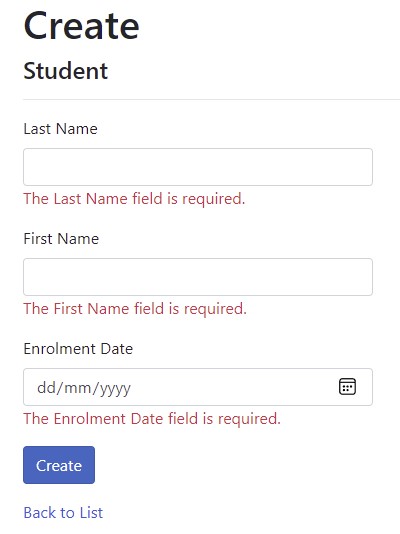 Create
Student
Last Name
The Last Name field is required.
First Name
The First Name field is required.
Enrolment Date
dd/mm/yyyy
The Enrolment Date field is required.
Create
Back to List